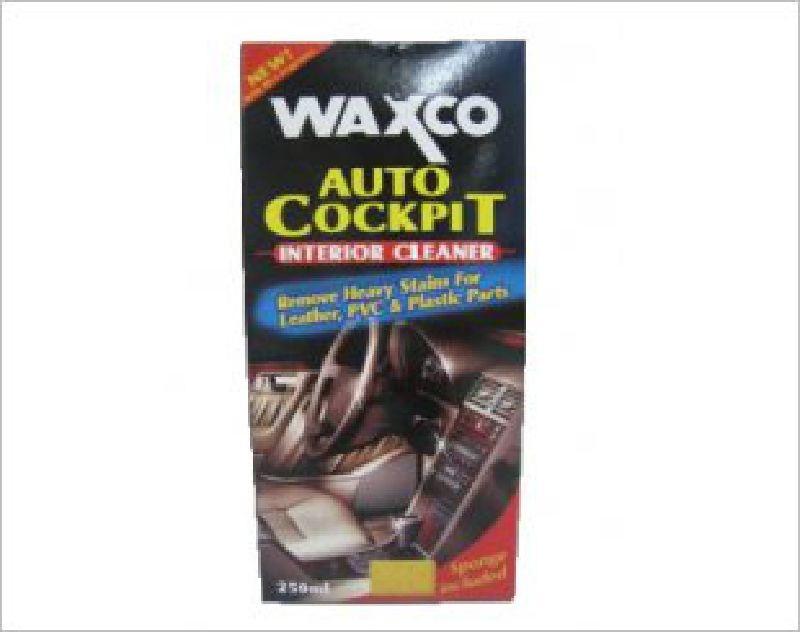 NEW!
WAXCO
AUTO
COCKPIT
INTERIOR CLEANER
Remove Heavy Stains For
Leather, PVC & Plastic Parts
Sponge
included
250ml